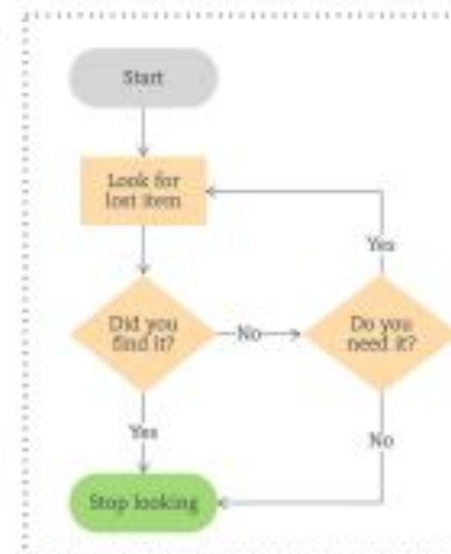 Start
Look for
lost item
Yes
Did you
find it?
No
Do you
need it?
Yes
No
Stop looking